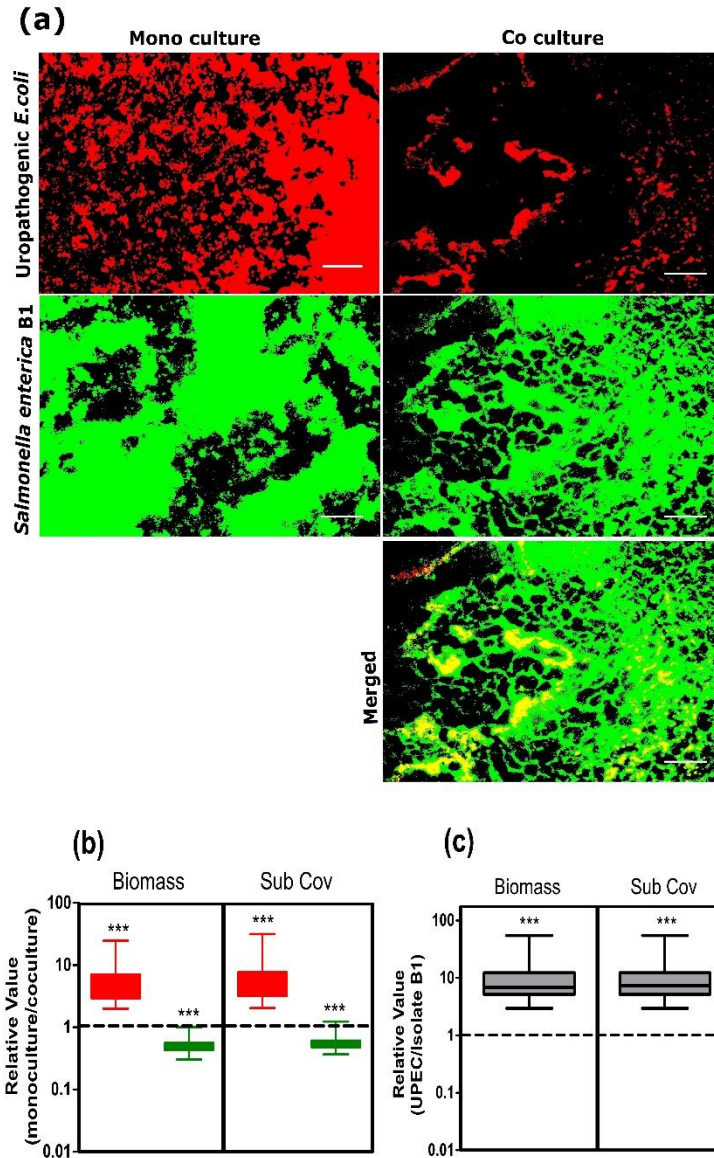 (a)
Mono culture
Co culture
Uropathogenic E.coli
Salmonella enterica B1
Merged
(b)
Biomass
Sub Cov
Relative Value
(monoculture/coculture)
100
10
1
0.1
0.01
***
***
***
***
(c)
Biomass
Sub Cov
Relative Value
(UPEC/Isolate B1)
100
10
1
0.1
0.01
***
***